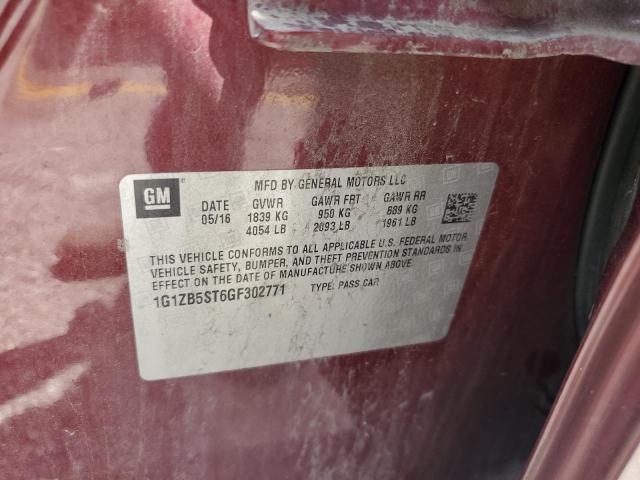 GM
MFD BY GENERAL MOTORS LLC
DATE GVWR GAWR FRT GAWR RR
05/16 1839 KG 950 KG 889 KG
4054 LB 2093 LB 1961 LB
THIS VEHICLE CONFORMS TO ALL APPLICABLE U.S. FEDERAL MOTOR
VEHICLE SAFETY, BUMPER, AND THEFT PREVENTION STANDARDS IN
EFFECT ON THE DATE OF MANUFACTURE SHOWN ABOVE.
1G1ZB5ST6GF302771 TYPE: PASS CAR